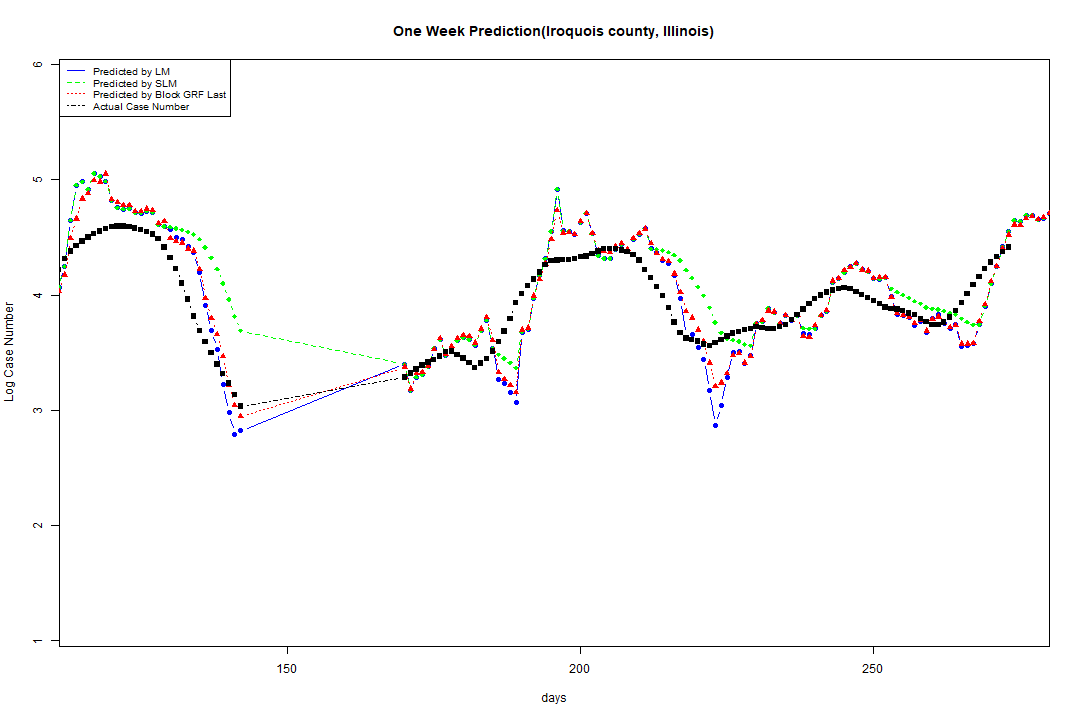 One Week Prediction(Iroquois county, Illinois)
Predicted by LM
Predicted by SLM
Predicted by Block GRF Last
Actual Case Number
6
5
4
3
2
1
Log Case Number
150
200
250
days